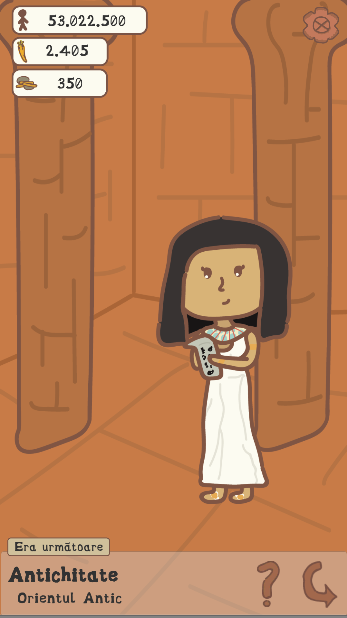 53.022.500
2.405
350
Era următoare
Antichitate
Orientul Antic
?